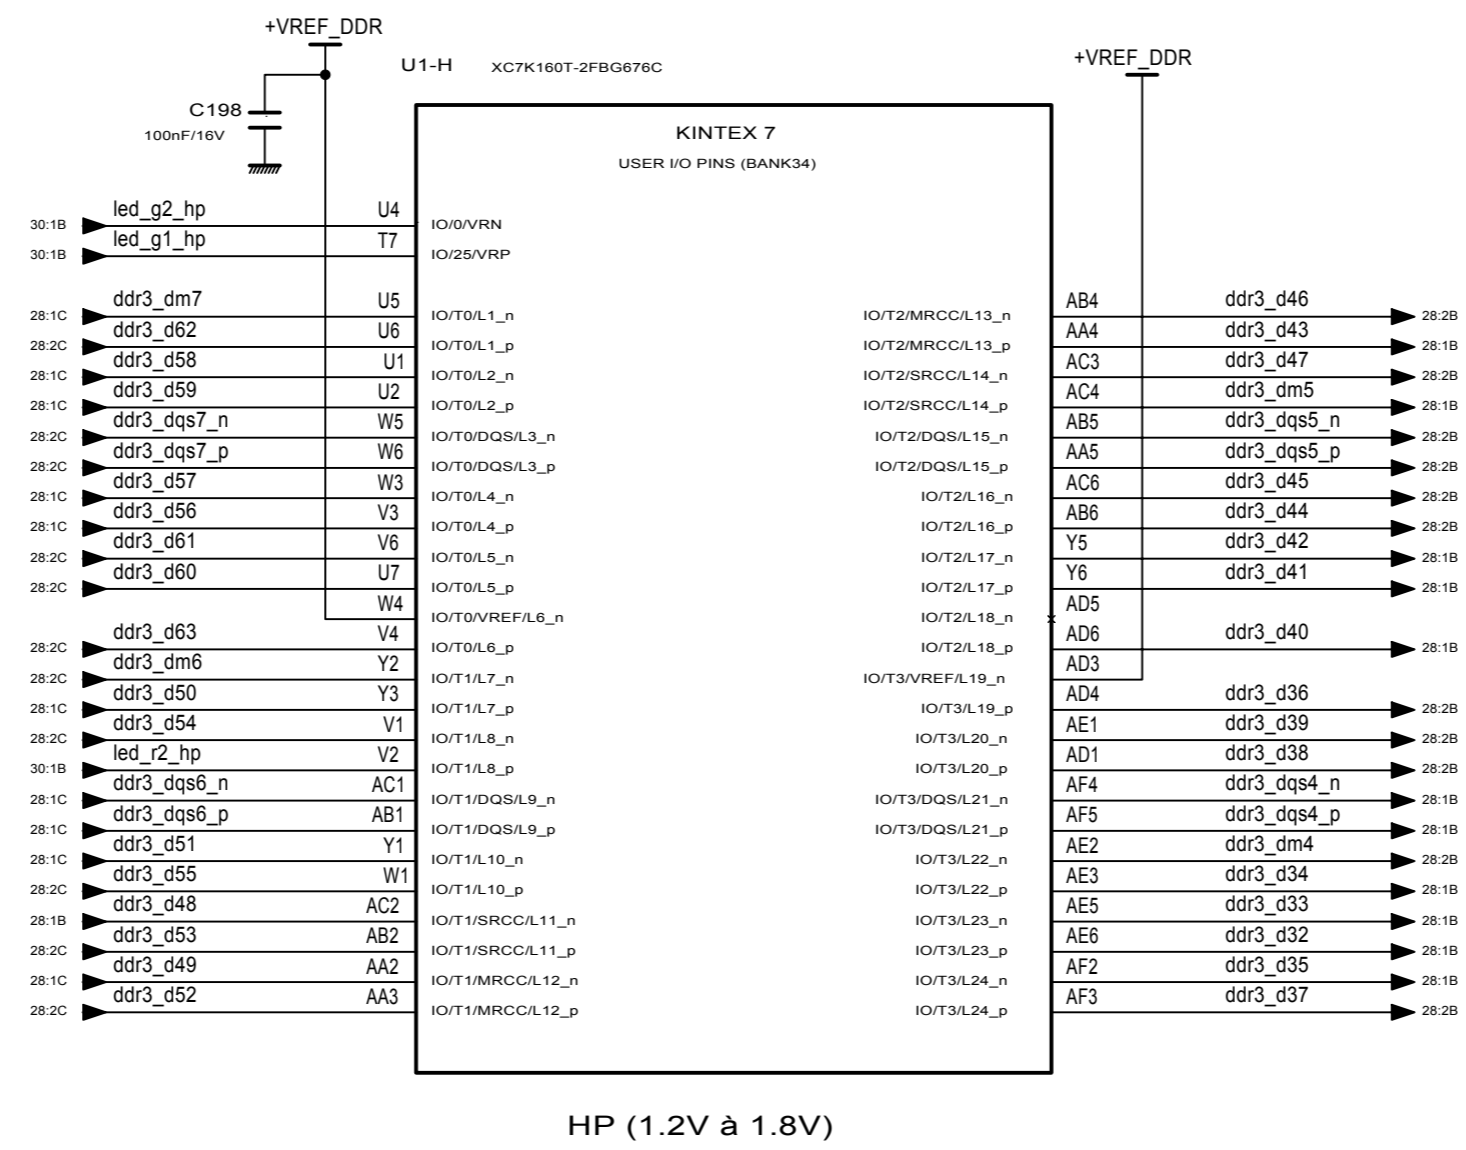 +VREF_DDR
U1-H XC7K160T-2FBG676C
+VREF_DDR
C198
100nF/16V
KINTEX 7
USER I/O PINS (BANK34)
30:1B led_g2_hp U4 IO/0/VRN
30:1B led_g1_hp T7 IO/25/VRP
28:1C ddr3_dm7 U5 IO/T0/L1_n IO/T2/MRCC/L13_n AB4 ddr3_d46 28:2B
28:2C ddr3_d62 U6 IO/T0/L1_p IO/T2/MRCC/L13_p AA4 ddr3_d43 28:1B
28:1C ddr3_d58 U1 IO/T0/L2_n IO/T2/SRCC/L14_n AC3 ddr3_d47 28:2B
28:1C ddr3_d59 U2 IO/T0/L2_p IO/T2/SRCC/L14_p AC4 ddr3_dm5 28:1B
28:2C ddr3_dqs7_n W5 IO/T0/DQS/L3_n IO/T2/DQS/L15_n AB5 ddr3_dqs5_n 28:2B
28:2C ddr3_dqs7_p W6 IO/T0/DQS/L3_p IO/T2/DQS/L15_p AA5 ddr3_dqs5_p 28:2B
28:1C ddr3_d57 W3 IO/T0/L4_n IO/T2/L16_n AC6 ddr3_d45 28:2B
28:1C ddr3_d56 V3 IO/T0/L4_p IO/T2/L16_p AB6 ddr3_d44 28:2B
28:2C ddr3_d61 V6 IO/T0/L5_n IO/T2/L17_n Y5 ddr3_d42 28:1B
28:2C ddr3_d60 U7 IO/T0/L5_p IO/T2/L17_p Y6 ddr3_d41 28:1B
W4 IO/T0/VREF/L6_n IO/T2/L18_n AD5
28:2C ddr3_d63 V4 IO/T0/L6_p IO/T2/L18_p AD6 ddr3_d40 28:1B
28:2C ddr3_dm6 Y2 IO/T1/L7_n IO/T3/VREF/L19_n AD3
28:1C ddr3_d50 Y3 IO/T1/L7_p IO/T3/L19_p AD4 ddr3_d36 28:2B
28:2C ddr3_d54 V1 IO/T1/L8_n IO/T3/L20_n AE1 ddr3_d39 28:2B
30:1B led_r2_hp V2 IO/T1/L8_p IO/T3/L20_p AD1 ddr3_d38 28:2B
28:1C ddr3_dqs6_n AC1 IO/T1/DQS/L9_n IO/T3/DQS/L21_n AF4 ddr3_dqs4_n 28:1B
28:1C ddr3_dqs6_p AB1 IO/T1/DQS/L9_p IO/T3/DQS/L21_p AF5 ddr3_dqs4_p 28:1B
28:1C ddr3_d51 Y1 IO/T1/L10_n IO/T3/L22_n AE2 ddr3_dm4 28:2B
28:2C ddr3_d55 W1 IO/T1/L10_p IO/T3/L22_p AE3 ddr3_d34 28:1B
28:1B ddr3_d48 AC2 IO/T1/SRCC/L11_n IO/T3/L23_n AE5 ddr3_d33 28:1B
28:2C ddr3_d53 AB2 IO/T1/SRCC/L11_p IO/T3/L23_p AE6 ddr3_d32 28:1B
28:1C ddr3_d49 AA2 IO/T1/MRCC/L12_n IO/T3/L24_n AF2 ddr3_d35 28:1B
28:2C ddr3_d52 AA3 IO/T1/MRCC/L12_p IO/T3/L24_p AF3 ddr3_d37 28:2B
HP (1.2V à 1.8V)